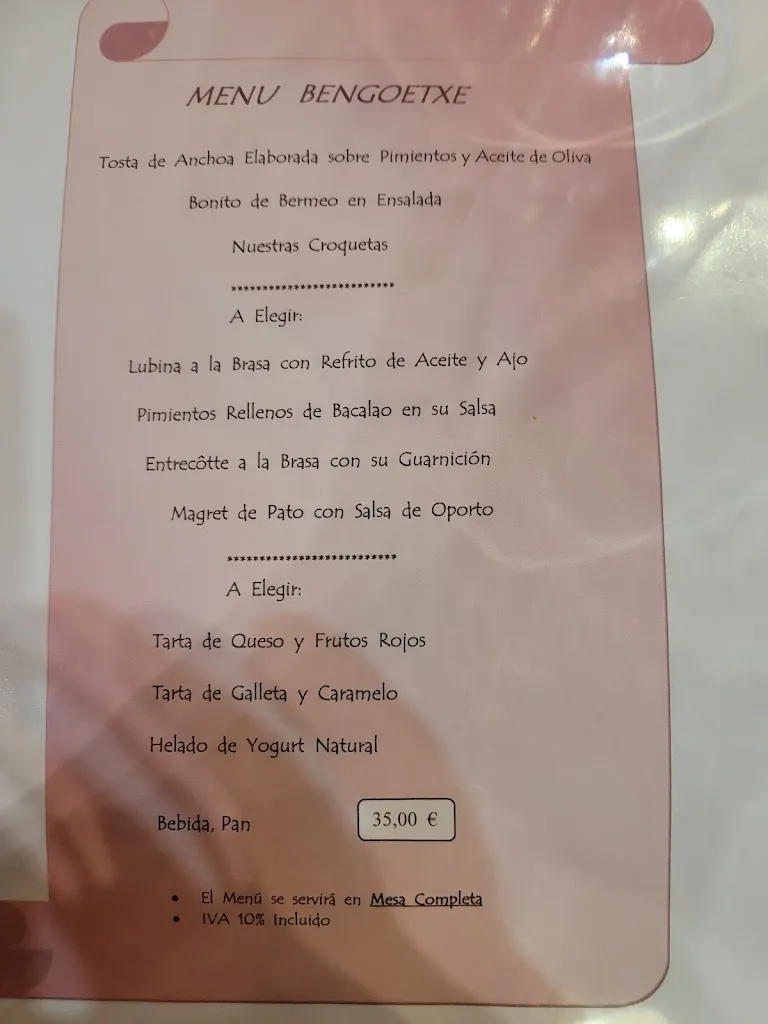 MENU BENGOETXE
Tosta de Anchoa Elaborada sobre Pimientos y Aceite de Oliva
Bonito de Bermeo en Ensalada
Nuestras Croquetas
**************************
A Elegir:
Lubina a la Brasa con Refrito de Aceite y Ajo
Pimientos Rellenos de Bacalao en su Salsa
Entrecôtte a la Brasa con su Guarnición
Magret de Pato con Salsa de Oporto
**************************
A Elegir:
Tarta de Queso y Frutos Rojos
Tarta de Galleta y Caramelo
Helado de Yogurt Natural
Bebida, Pan 35,00 €
• El Menú se servirá en Mesa Completa
• IVA 10% Incluido